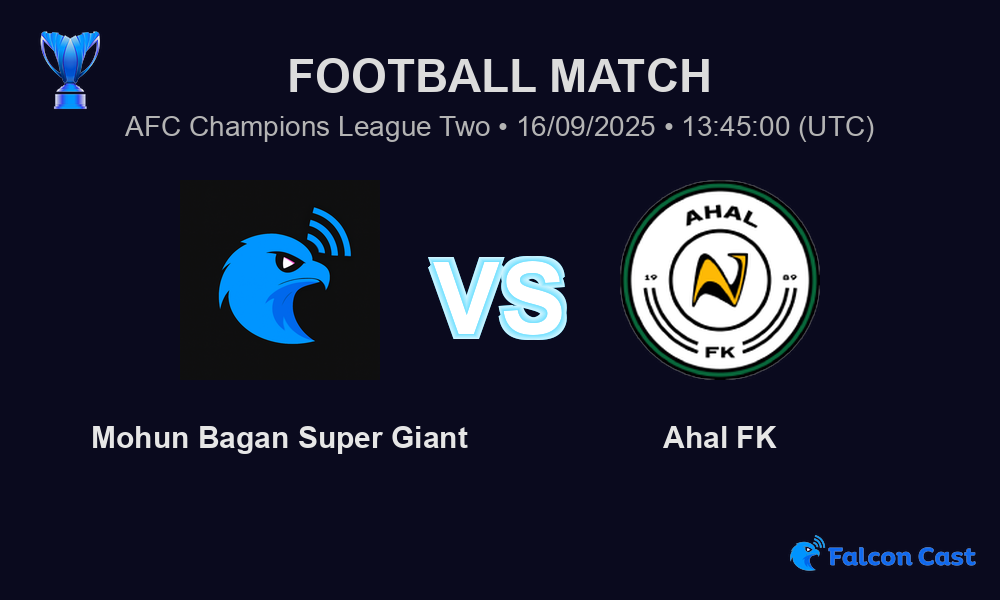 FOOTBALL MATCH
AFC Champions League Two • 16/09/2025 • 13:45:00 (UTC)
AHAL
19 89
FK
VS
Mohun Bagan Super Giant
Ahal FK
Falcon Cast